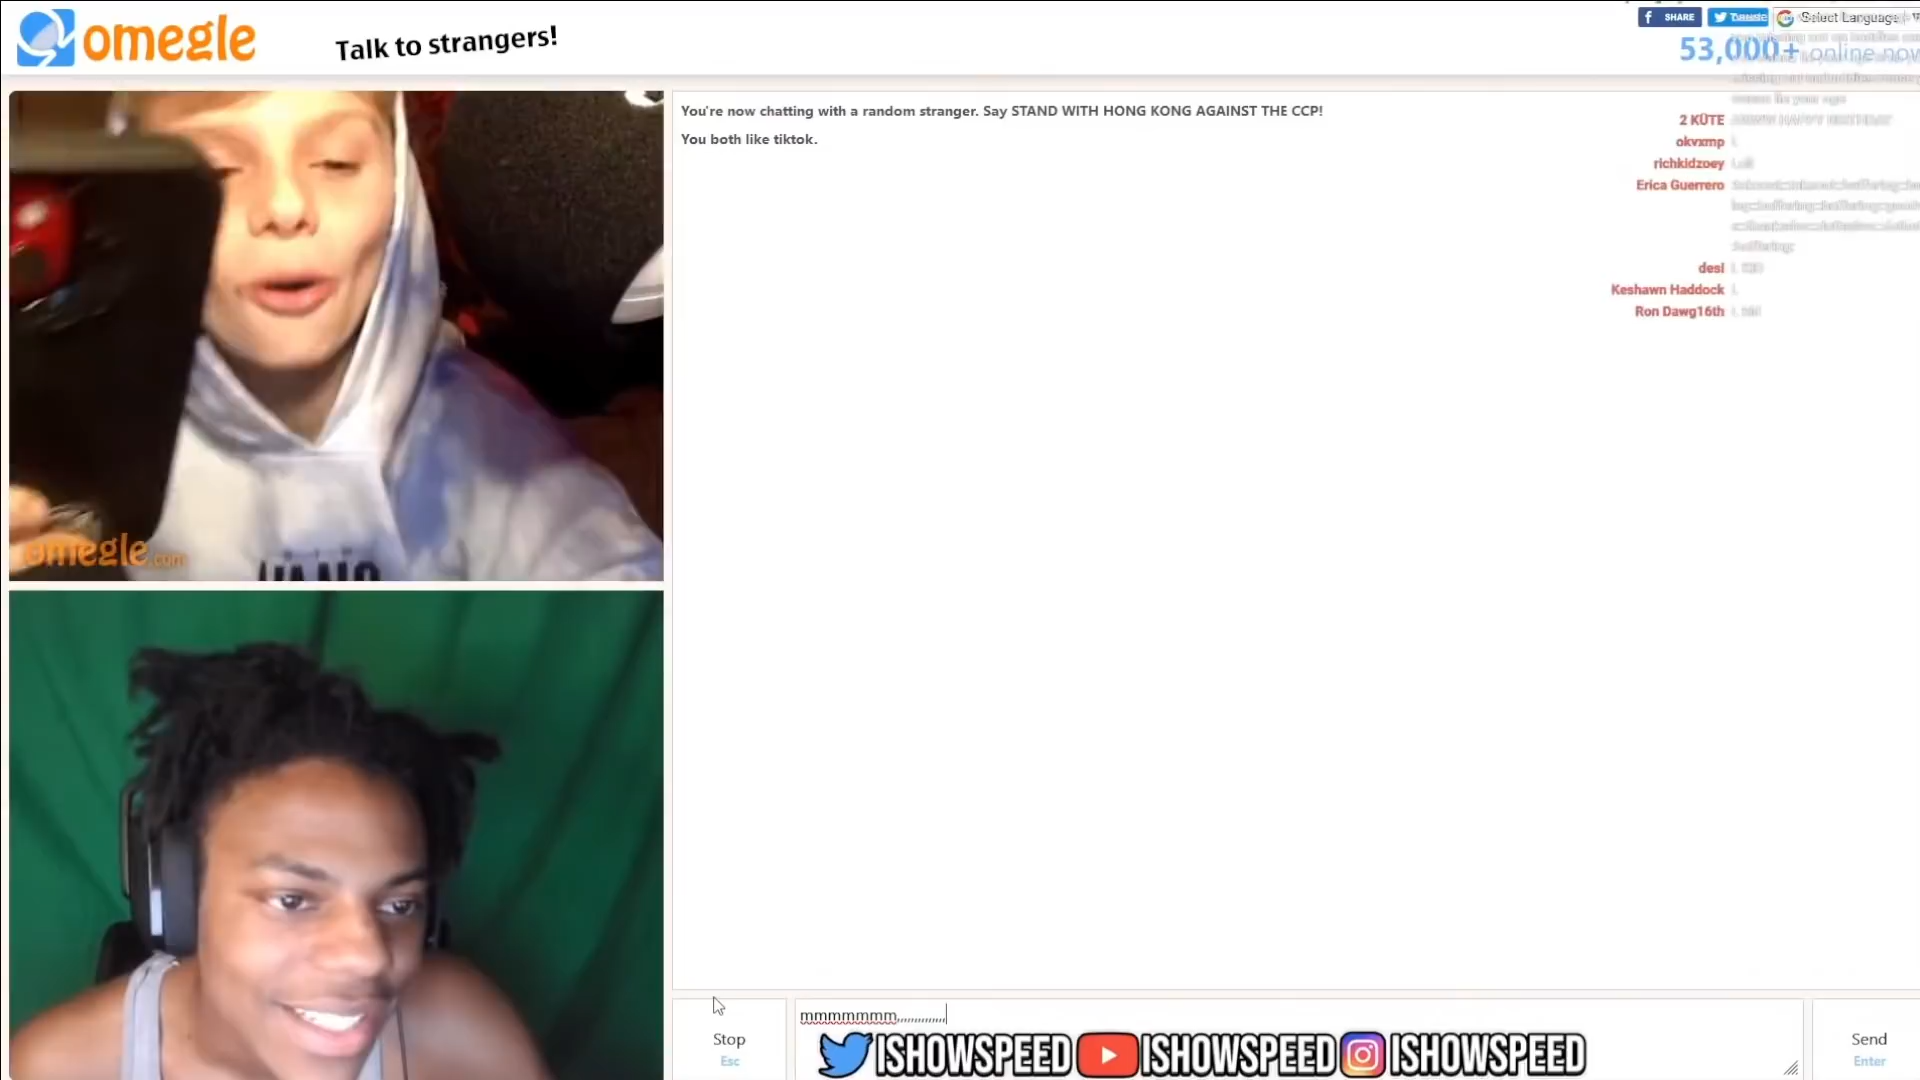 omegle
Talk to strangers!
SHARE
Select Language
53,000+ online now
You're now chatting with a random stranger. Say STAND WITH HONG KONG AGAINST THE CCP!
You both like tiktok.
2 KÜTE
okvxmp
richkidzoey
Erica Guerrero
desi
Keshawn Haddock
Ron Dawg16th
omegle.com
mmmmmmm,,,,,,,,,,,,,
Stop
Esc
ISHOWSPEED ISHOWSPEED ISHOWSPEED
Send
Enter